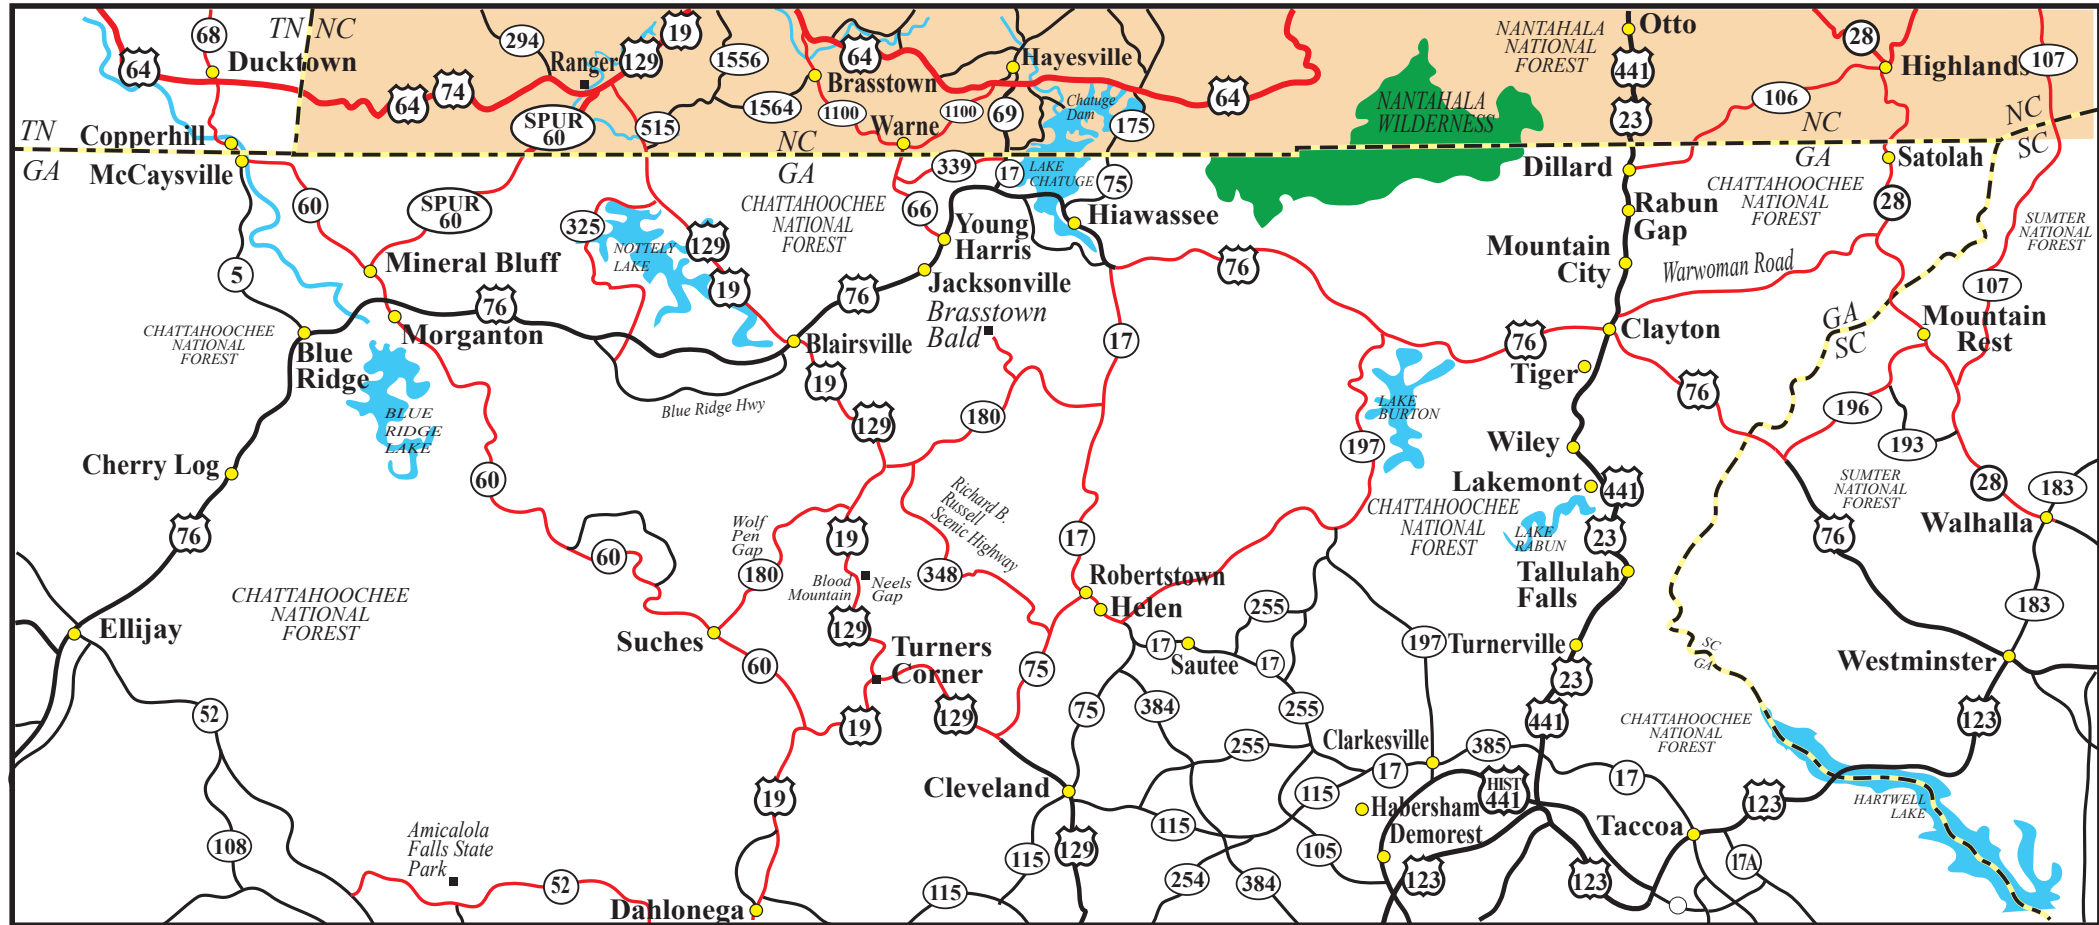 68
TN
NC
294
19
129
Ranger
64
Ducktown
64
74
SPUR
60
515
1556
1564
64
Brasstown
1100
1100
Warne
Hayesville
69
Chatuge
Dam
175
64
NANTAHALA
NATIONAL
FOREST
NANTAHALA
WILDERNESS
Otto
441
23
28
Highlands
107
106
NC
NC
SC
TN
GA
Copperhill
McCaysville
NC
GA
339
17
LAKE
CHATUGE
75
Dillard
GA
Satolah
60
SPUR
60
325
NOTTELY
LAKE
129
19
CHATTAHOOCHEE
NATIONAL
FOREST
66
Young
Harris
Hiawassee
Rabun
Gap
CHATTAHOOCHEE
NATIONAL
FOREST
28
SUMTER
NATIONAL
FOREST
5
Mineral Bluff
76
76
Jacksonville
76
Mountain
City
Warwoman Road
107
CHATTAHOOCHEE
NATIONAL
FOREST
Blue
Ridge
Morganton
Blairsville
Brasstown
Bald
17
76
Clayton
GA
SC
Mountain
Rest
Blue Ridge Hwy
19
129
180
Tiger
76
196
193
BLUE
RIDGE
LAKE
LAKE
BURTON
197
Wiley
Cherry Log
60
Lakemont
441
SUMTER
NATIONAL
FOREST
28
183
Walhalla
76
60
Wolf
Pen
Gap
180
19
Richard B.
Russell
Scenic Highway
348
17
CHATTAHOOCHEE
NATIONAL
FOREST
LAKE
RABUN
23
76
Blood
Mountain
Neels
Gap
129
Robertstown
Helen
255
Tallulah
Falls
183
CHATTAHOOCHEE
NATIONAL
FOREST
Ellijay
Suches
60
Turners
Corner
75
17
Sautee
17
197
Turnerville
23
SC
GA
Westminster
52
19
129
75
384
255
255
Clarkesville
385
441
CHATTAHOOCHEE
NATIONAL
FOREST
123
19
Cleveland
17
HIST
441
17
123
HARTWELL
LAKE
108
Amicalola
Falls State
Park
115
115
Habersham
Demorest
Taccoa
129
115
105
123
123
17A
52
Dahlonega
115
254
384